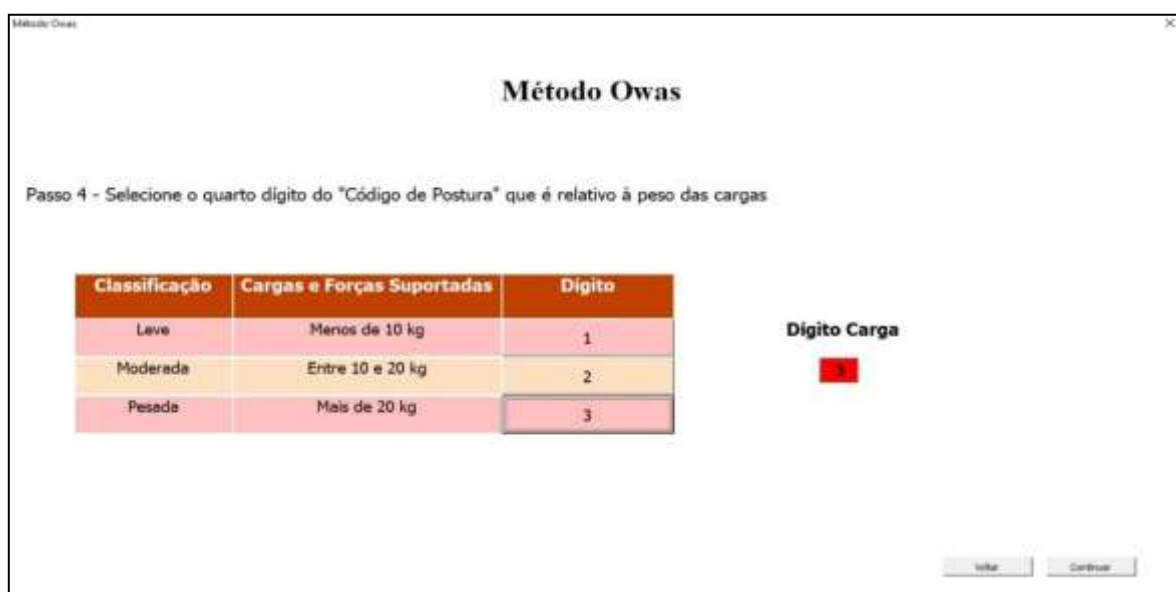 Método Owas
Método Owas
Passo 4 - Selecione o quarto dígito do "Código de Postura" que é relativo à peso das cargas
Classificação Cargas e Forças Suportadas Dígito
Leve Menos de 10 kg 1
Moderada Entre 10 e 20 kg 2
Pesada Mais de 20 kg 3
Dígito Carga
3
Voltar Continuar